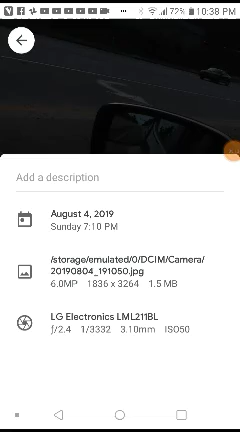 72% 10:38 PM
Add a description
August 4, 2019
Sunday 7:10 PM
/storage/emulated/0/DCIM/Camera/
20190804_191050.jpg
6.0MP 1836 x 3264 1.5 MB
LG Electronics LML211BL
ƒ/2.4 1/3332 3.10mm ISO50